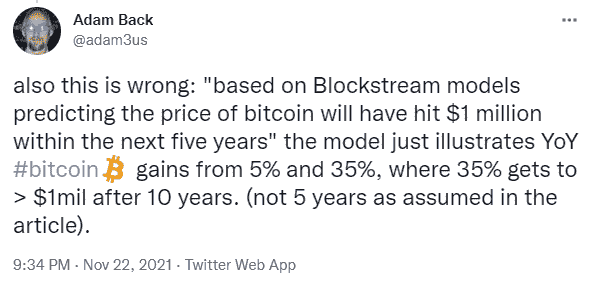 Adam Back
@adam3us
also this is wrong: "based on Blockstream models
predicting the price of bitcoin will have hit $1 million
within the next five years" the model just illustrates YoY
#bitcoin gains from 5% and 35%, where 35% gets to
> $1mil after 10 years. (not 5 years as assumed in the
article).
9:34 PM · Nov 22, 2021 · Twitter Web App